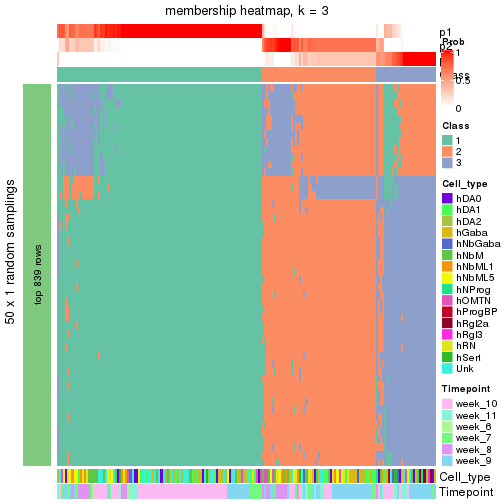 membership heatmap, k = 3
p1
p2
Prob
1
0.5
0
Class
Class
1
2
3
50 x 1 random samplings
top 839 rows
Cell_type
hDA0
hDA1
hDA2
hGaba
hNbGaba
hNbM
hNbML1
hNbML5
hNProg
hOMTN
hProgBP
hRgl2a
hRgl3
hRN
hSert
Unk
Timepoint
week_10
week_11
week_6
week_7
week_8
week_9
Cell_type
Timepoint